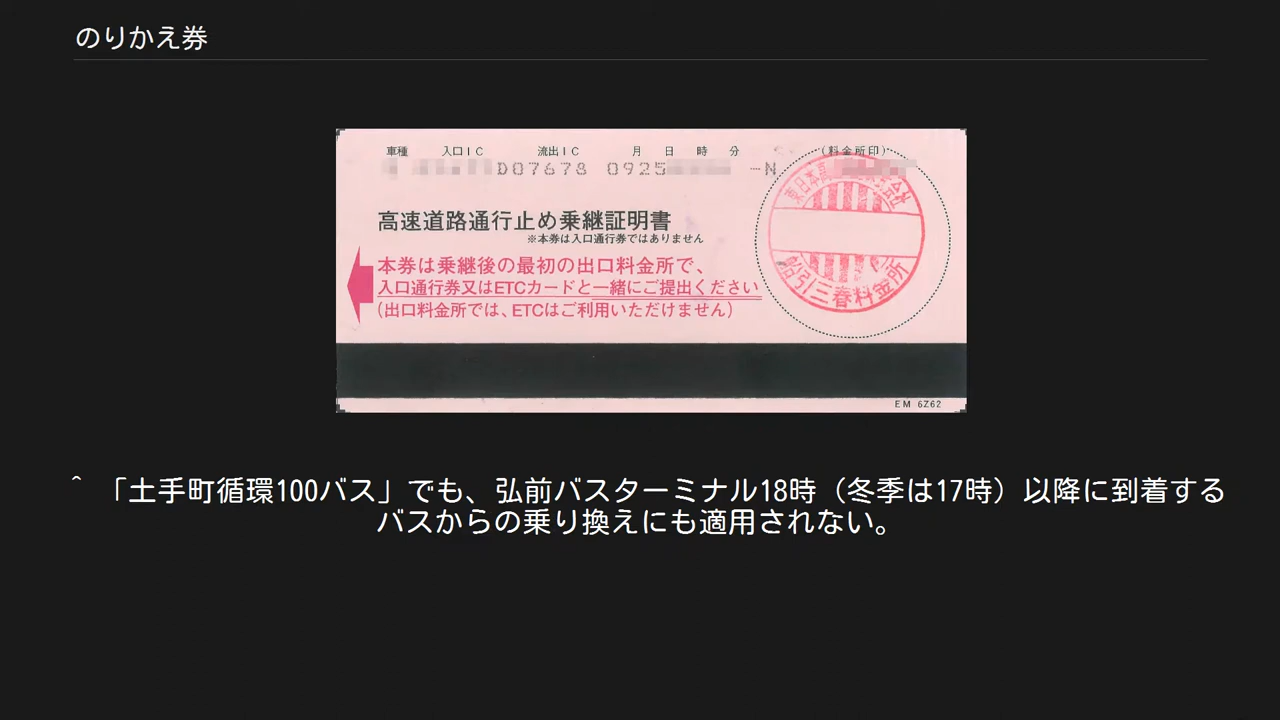 のりかえ券
車種 入口IC 流出IC 月 日 時 分 (料金所印)
D07678 0925 -N
高速道路通行止め乗継証明書
※本券は入口通行券ではありません
本券は乗継後の最初の出口料金所で、
入口通行券又はETCカードと一緒にご提出ください
(出口料金所では、ETCはご利用いただけません)
東日本
船引三春料金所
EM 6Z62
^ 「土手町循環100バス」でも、弘前バスターミナル18時（冬季は17時）以降に到着する
バスからの乗り換えにも適用されない。